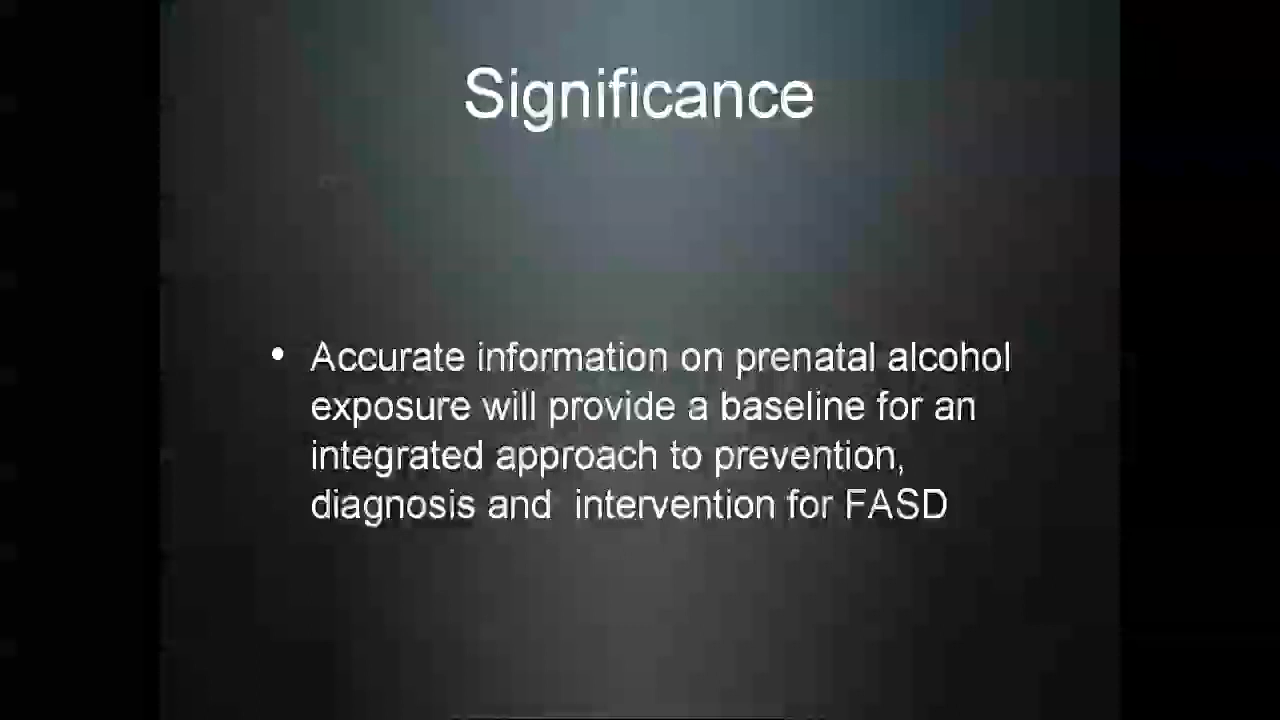 Significance
• Accurate information on prenatal alcohol
exposure will provide a baseline for an
integrated approach to prevention,
diagnosis and  intervention for FASD